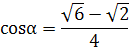 cosα = (√6 − √2)/4